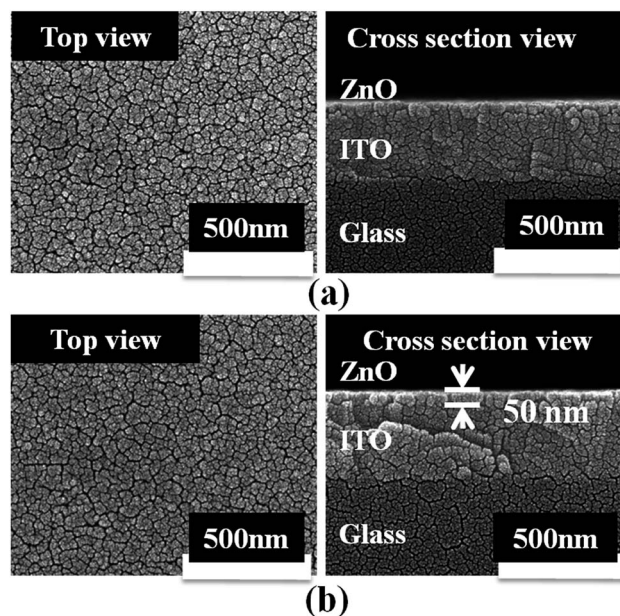 Top view
Cross section view
ZnO
ITO
500nm
500nm
Glass
(a)
Top view
Cross section view
ZnO
50 nm
ITO
Glass
500nm
500nm
(b)